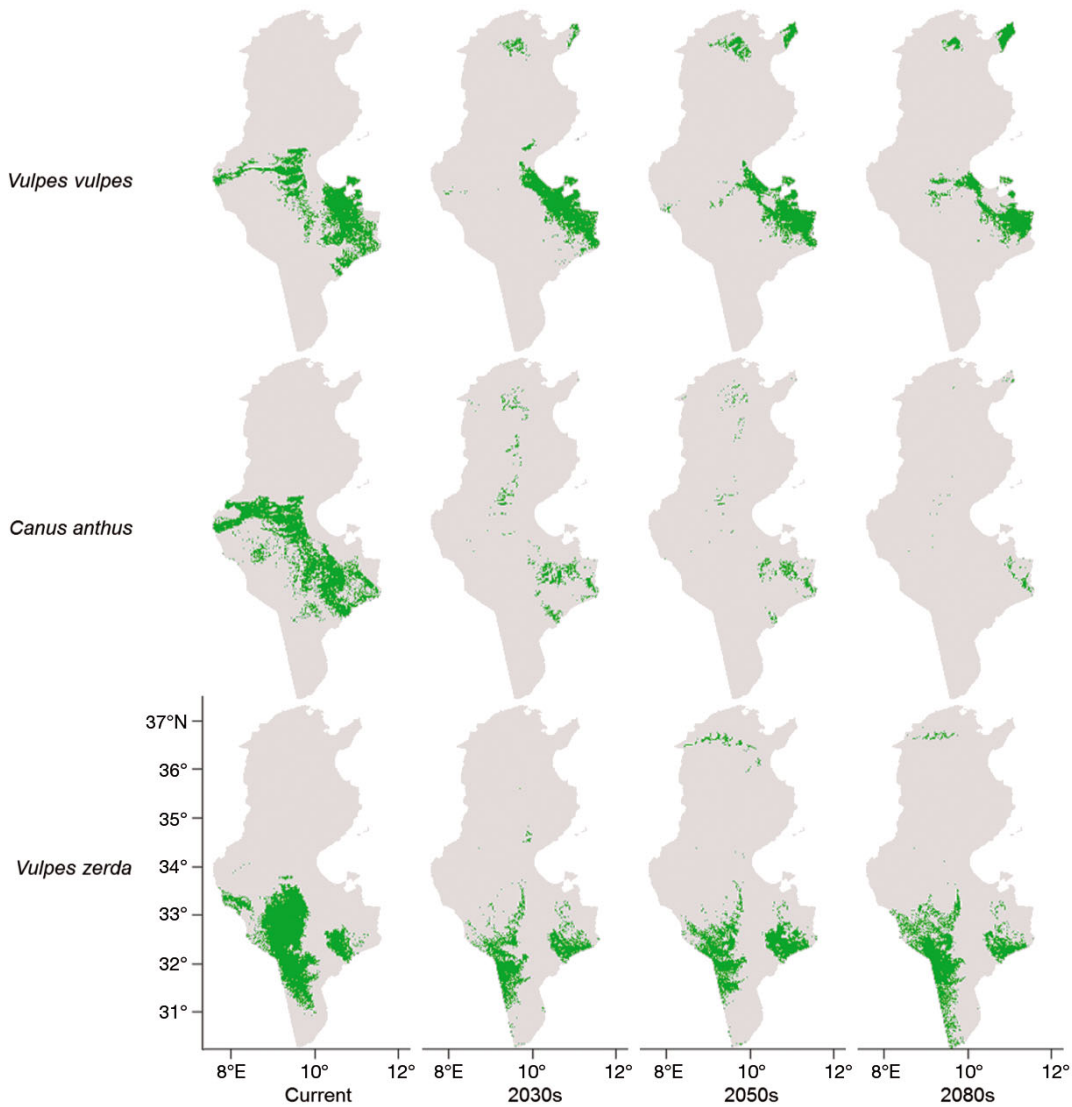 Vulpes vulpes
Canus anthus
Vulpes zerda
37°N
36°
35°
34°
33°
32°
31°
8°E 10° 12° 8°E 10° 12° 8°E 10° 12° 8°E 10° 12°
Current 2030s 2050s 2080s